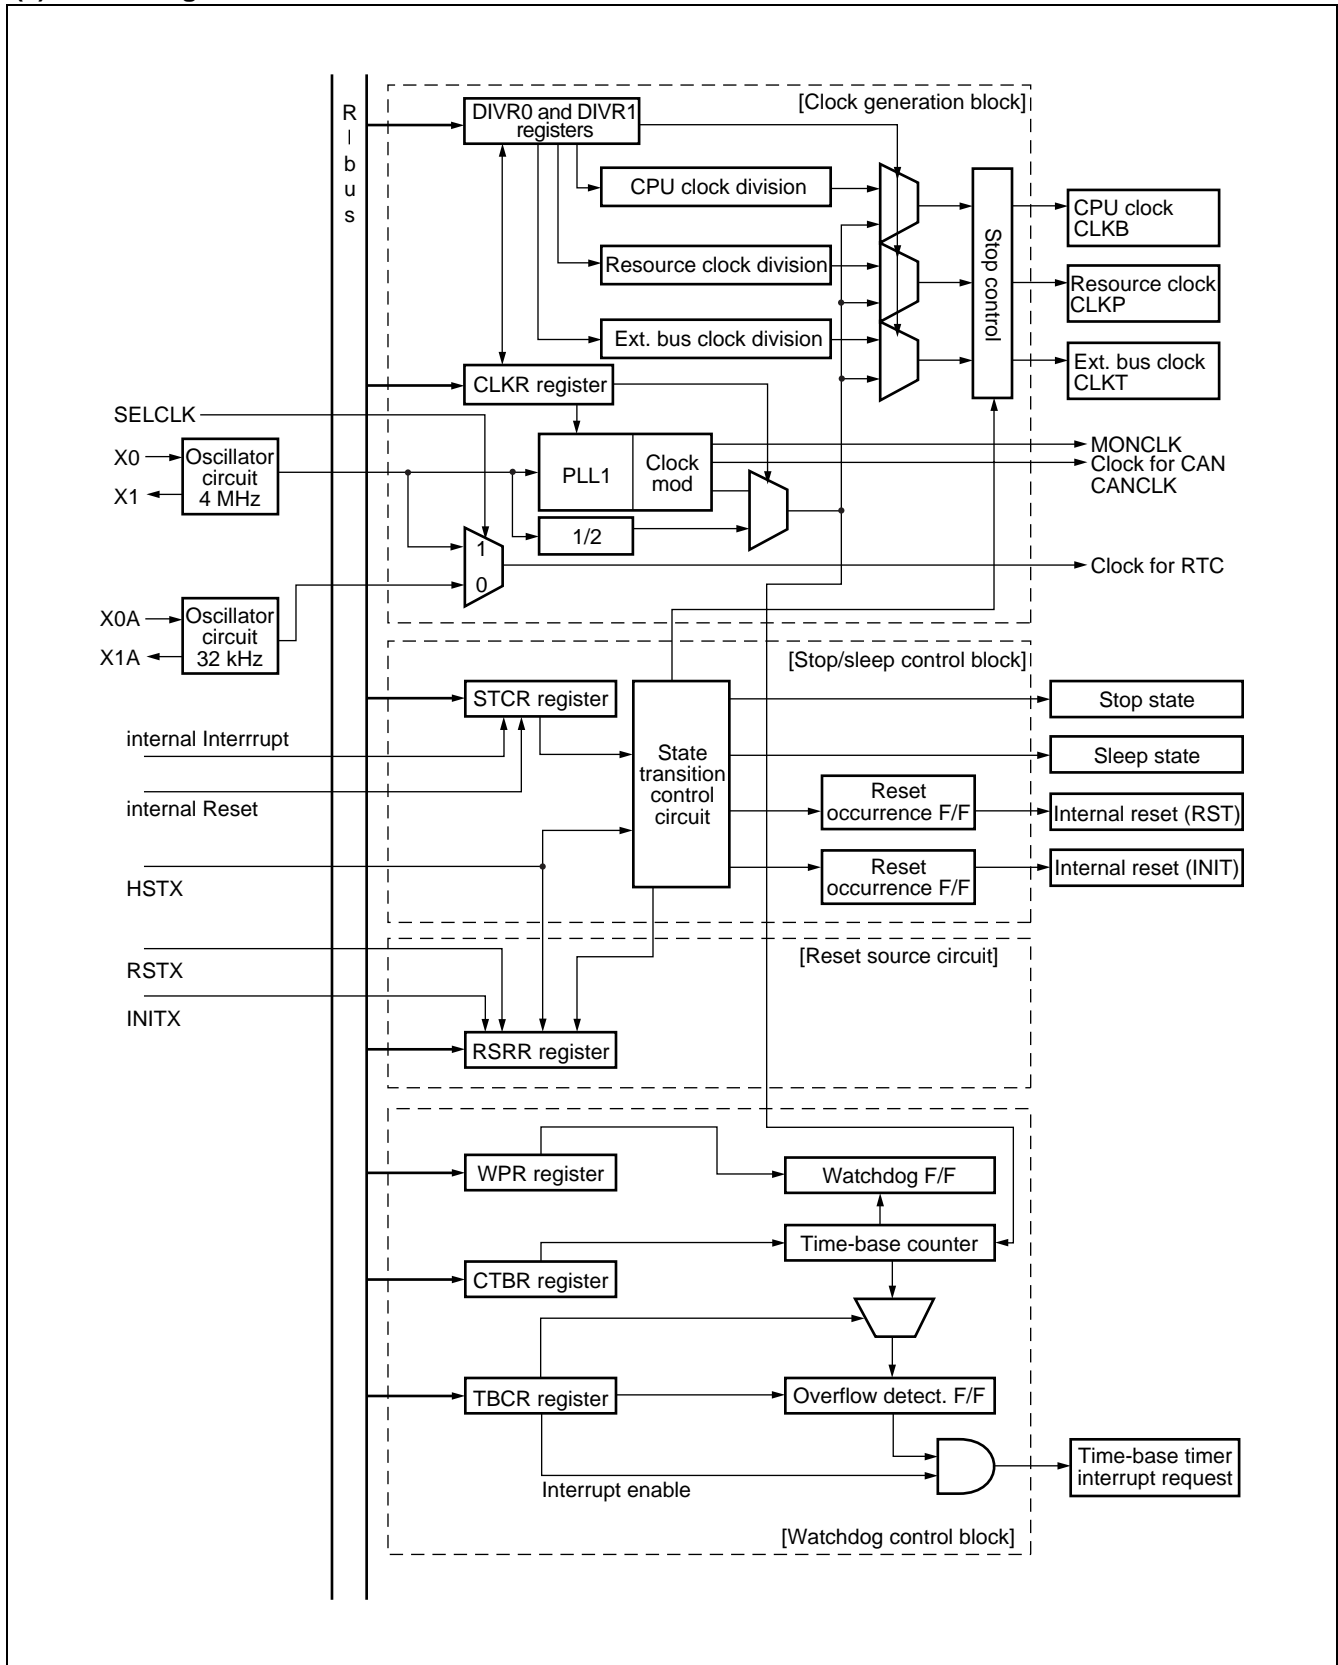 R
–
b
u
s
[Clock generation block]
DIVR0 and DIVR1
registers
CPU clock division
Resource clock division
Ext. bus clock division
Stop control
CPU clock
CLKB
Resource clock
CLKP
Ext. bus clock
CLKT
CLKR register
SELCLK
X0
X1
Oscillator
circuit
4 MHz
PLL1
Clock
mod
1/2
MONCLK
Clock for CAN
CANCLK
1
0
Clock for RTC
X0A
X1A
Oscillator
circuit
32 kHz
[Stop/sleep control block]
STCR register
internal Interrrupt
internal Reset
HSTX
State
transition
control
circuit
Stop state
Sleep state
Reset
occurrence F/F
Internal reset (RST)
Reset
occurrence F/F
Internal reset (INIT)
[Reset source circuit]
RSTX
INITX
RSRR register
WPR register
Watchdog F/F
Time-base counter
CTBR register
TBCR register
Overflow detect. F/F
Interrupt enable
Time-base timer
interrupt request
[Watchdog control block]